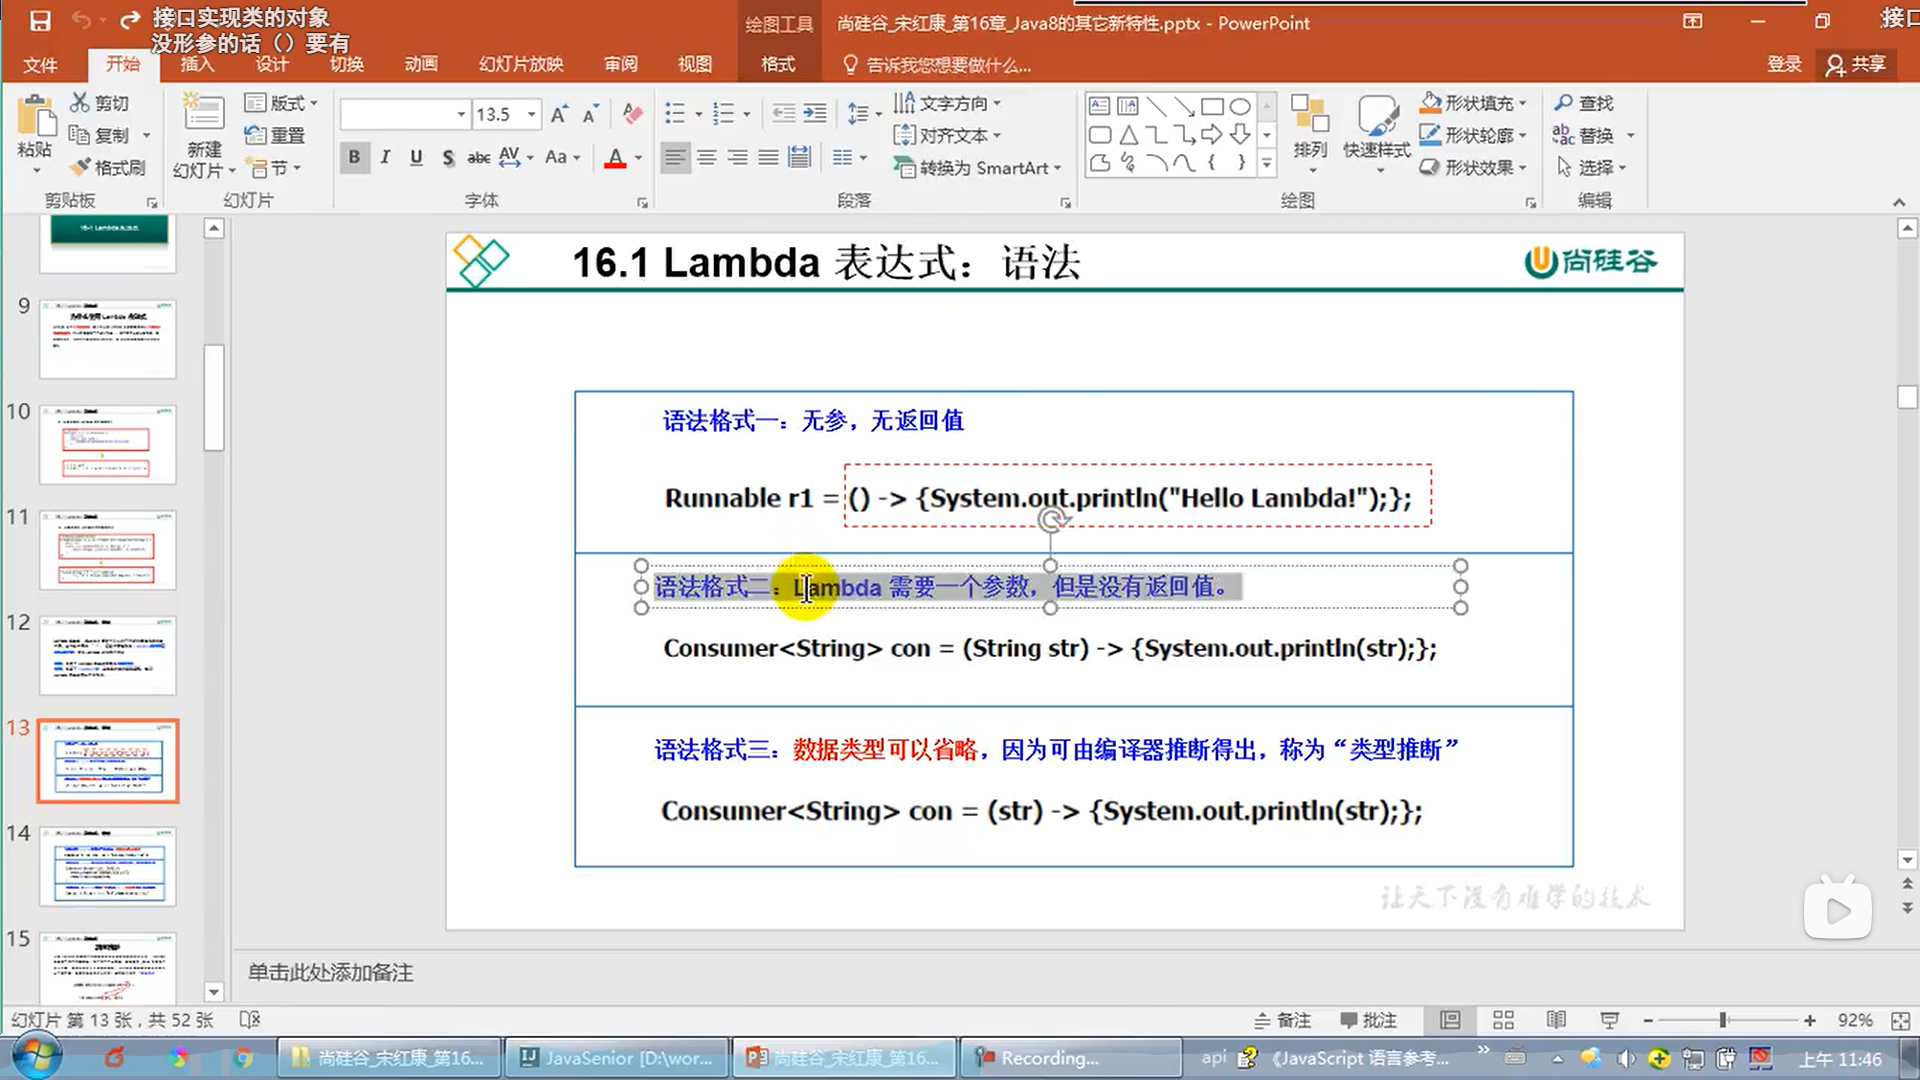 接口实现类的对象
没形参的话（）要有
接口
绘图工具
尚硅谷_宋红康_第16章_Java8的其它新特性.pptx - PowerPoint
文件
开始
插入
设计
切换
动画
幻灯片放映
审阅
视图
格式
告诉我您想要做什么...
登录
共享
粘贴
剪切
复制
格式刷
剪贴板
新建
幻灯片
版式
重置
节
幻灯片
13.5
B I U S abc AV Aa A
字体
文字方向
对齐文本
转换为 SmartArt
段落
排列
快速样式
形状填充
形状轮廓
形状效果
绘图
查找
替换
选择
编辑
9
10
11
12
13
14
15
16.1 Lambda 表达式：语法
尚硅谷
语法格式一：无参，无返回值
Runnable r1 = () -> {System.out.println("Hello Lambda!");};
语法格式二：Lambda 需要一个参数，但是没有返回值。
Consumer<String> con = (String str) -> {System.out.println(str);};
语法格式三：数据类型可以省略，因为可由编译器推断得出，称为“类型推断”
Consumer<String> con = (str) -> {System.out.println(str);};
让天下没有难学的技术
单击此处添加备注
幻灯片 第 13 张，共 52 张
备注
批注
92%
尚硅谷_宋红康_第16...
JavaSenior [D:\wor...
尚硅谷_宋红康_第16...
Recording...
api
《JavaScript 语言参考...
上午 11:46